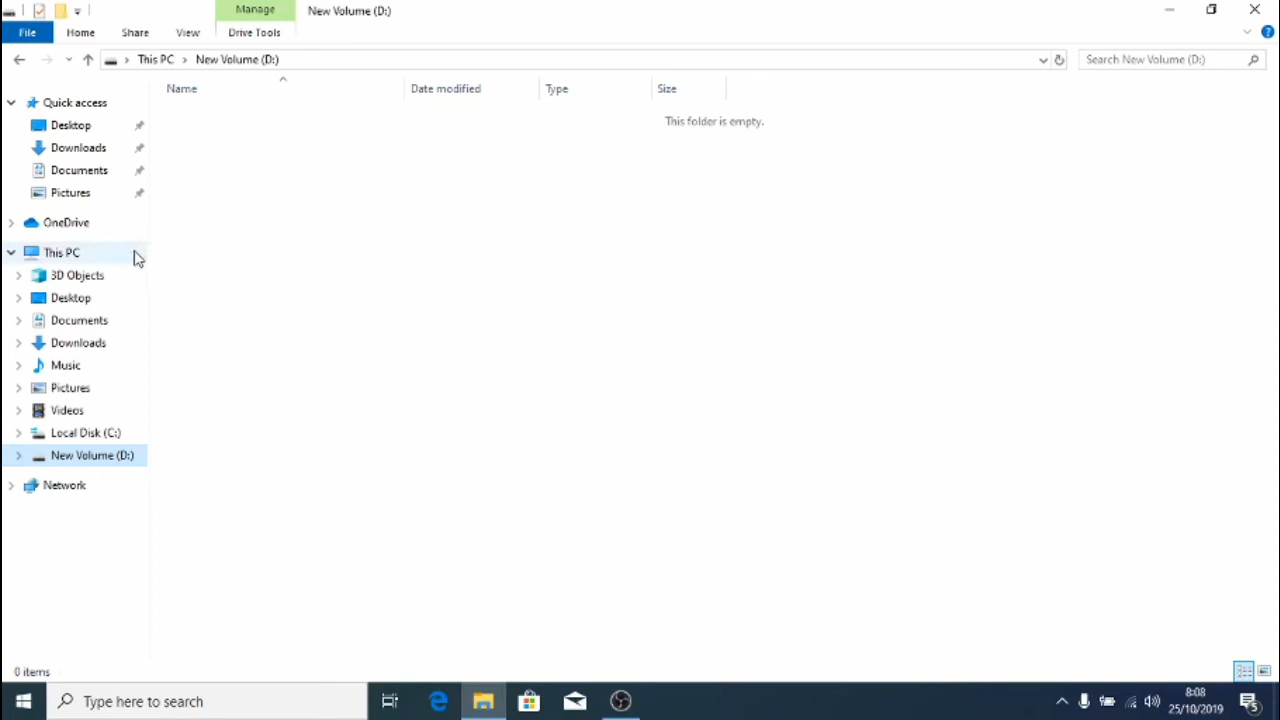 Manage
New Volume (D:)
File
Home
Share
View
Drive Tools
This PC
New Volume (D:)
Search New Volume (D:)
Name
Date modified
Type
Size
This folder is empty.
Quick access
Desktop
Downloads
Documents
Pictures
OneDrive
This PC
3D Objects
Desktop
Documents
Downloads
Music
Pictures
Videos
Local Disk (C:)
New Volume (D:)
Network
0 items
Type here to search
8:08
25/10/2019
5